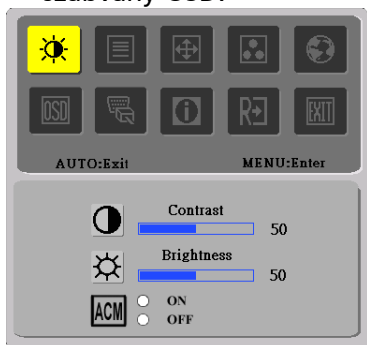 OSD R EXIT
AUTO:Exit MENU:Enter
Contrast
50
Brightness
50
ACM ON
OFF